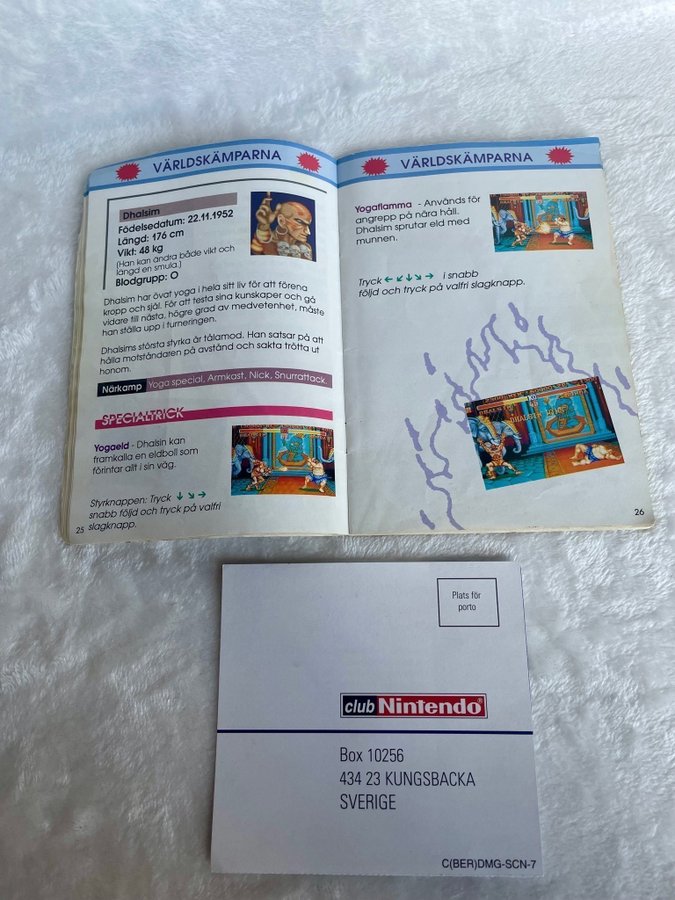 VÄRLDSKÄMPARNA
Dhalsim
Födelsedatum: 22.11.1952
Längd: 176 cm
Vikt: 48 kg
(Han kan ändra både vikt och
längd en smula.)
Blodgrupp: O
Dhalsim har övat yoga i hela sitt liv för att förena
kropp och själ. För att testa sina kunskaper och gå
vidare till nästa, högre grad av medvetenhet, måste
han ställa upp i turneringen.
Dhalsims största styrka är tålamod. Han satsar på att
hålla motståndaren på avstånd och sakta trötta ut
honom.
Närkamp Yoga special, Armkast, Nick, Snurrattack.
SPECIALTRICK
Yogaeld - Dhalsin kan
framkalla en eldboll som
förintar allt i sin väg.
Styrknappen: Tryck ↓ ↘ →
snabb följd och tryck på valfri
slagknapp.
25
VÄRLDSKÄMPARNA
Yogaflamma - Används för
angrepp på nära håll.
Dhalsim sprutar eld med
munnen.
Tryck ← ↙ ↓ ↘ → i snabb
följd och tryck på valfri slagknapp.
DHALSIM WINS
26
Plats för
porto
club Nintendo®
Box 10256
434 23 KUNGSBACKA
SVERIGE
C(BER)DMG-SCN-7